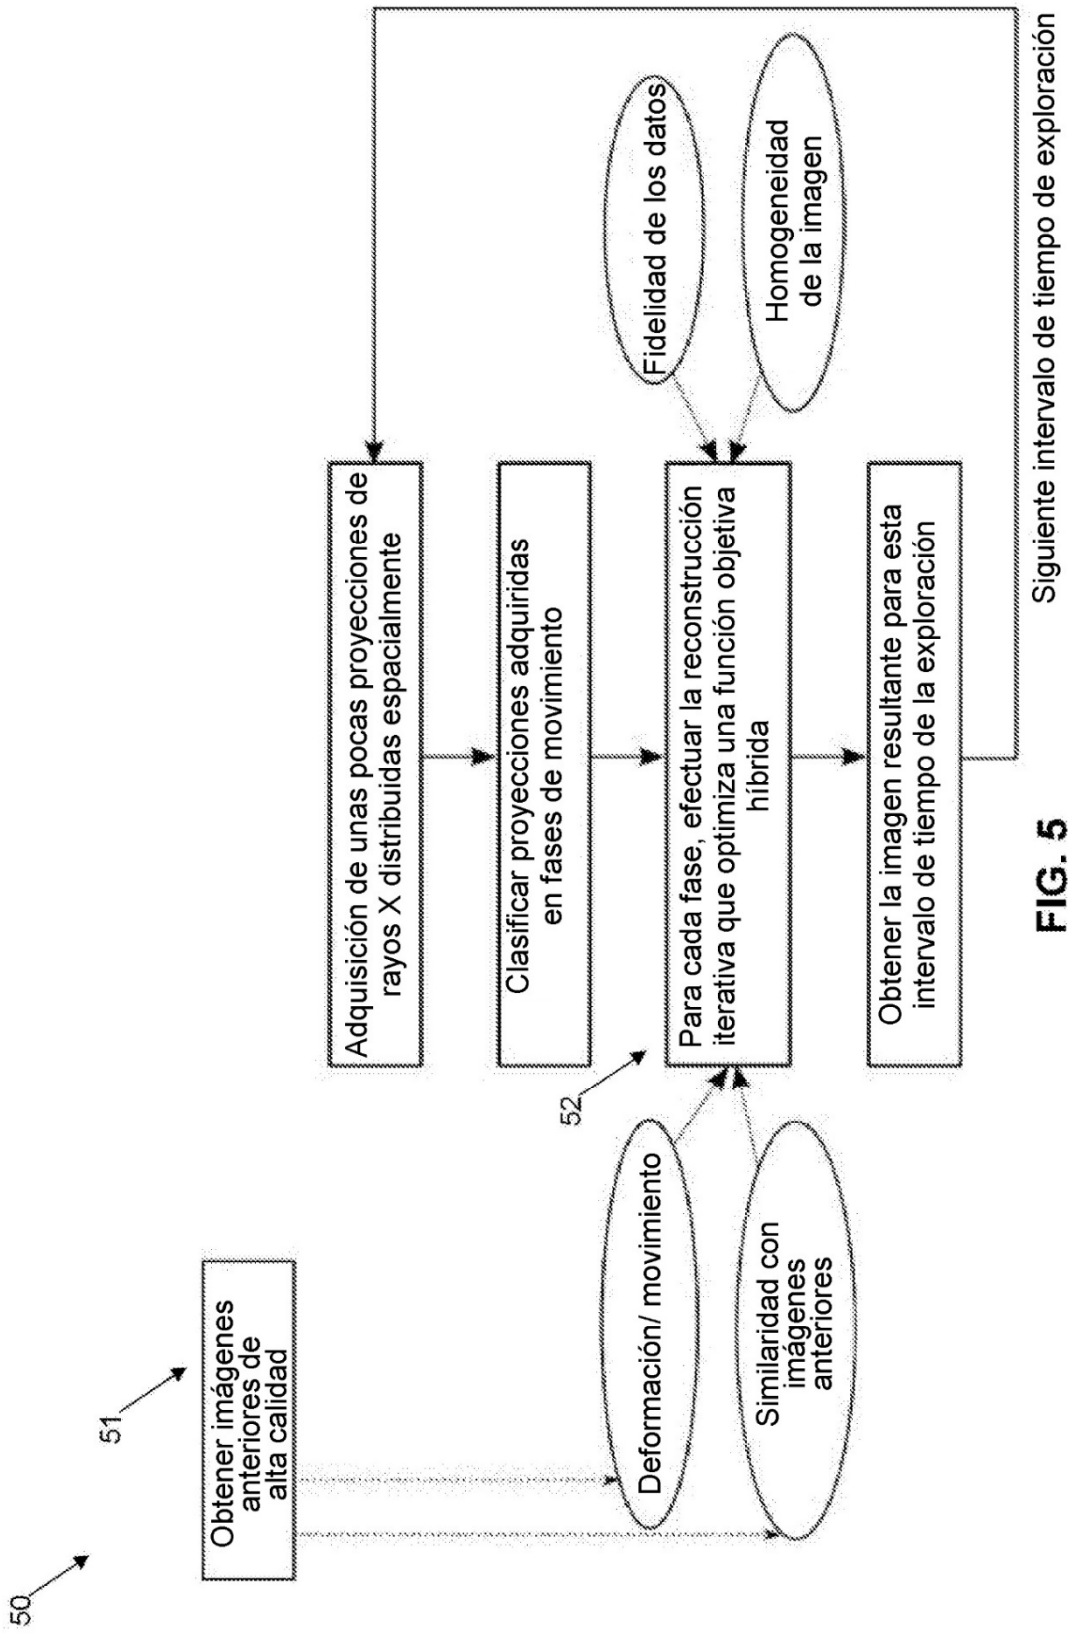 50
51
Obtener imágenes
anteriores de
alta calidad
Adquisición de unas pocas proyecciones de
rayos X distribuidas espacialmente
Clasificar proyecciones adquiridas
en fases de movimiento
52
Para cada fase, efectuar la reconstrucción
iterativa que optimiza una función objetiva
híbrida
Deformación/ movimiento
Similaridad con
imágenes
anteriores
Fidelidad de los datos
Homogeneidad
de la imagen
Obtener la imagen resultante para esta
intervalo de tiempo de la exploración
Siguiente intervalo de tiempo de exploración
FIG. 5